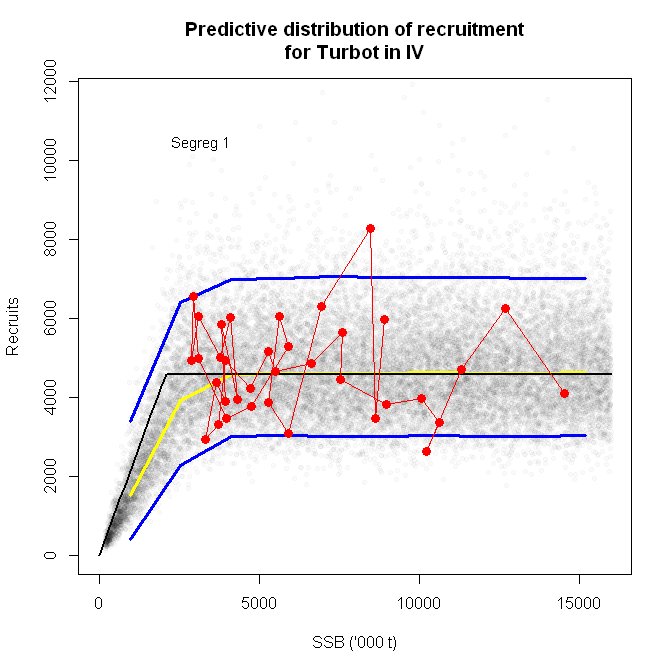 Predictive distribution of recruitment
for Turbot in IV
Segreg 1
Recruits
12000
10000
8000
6000
4000
2000
0
0 5000 10000 15000
SSB ('000 t)